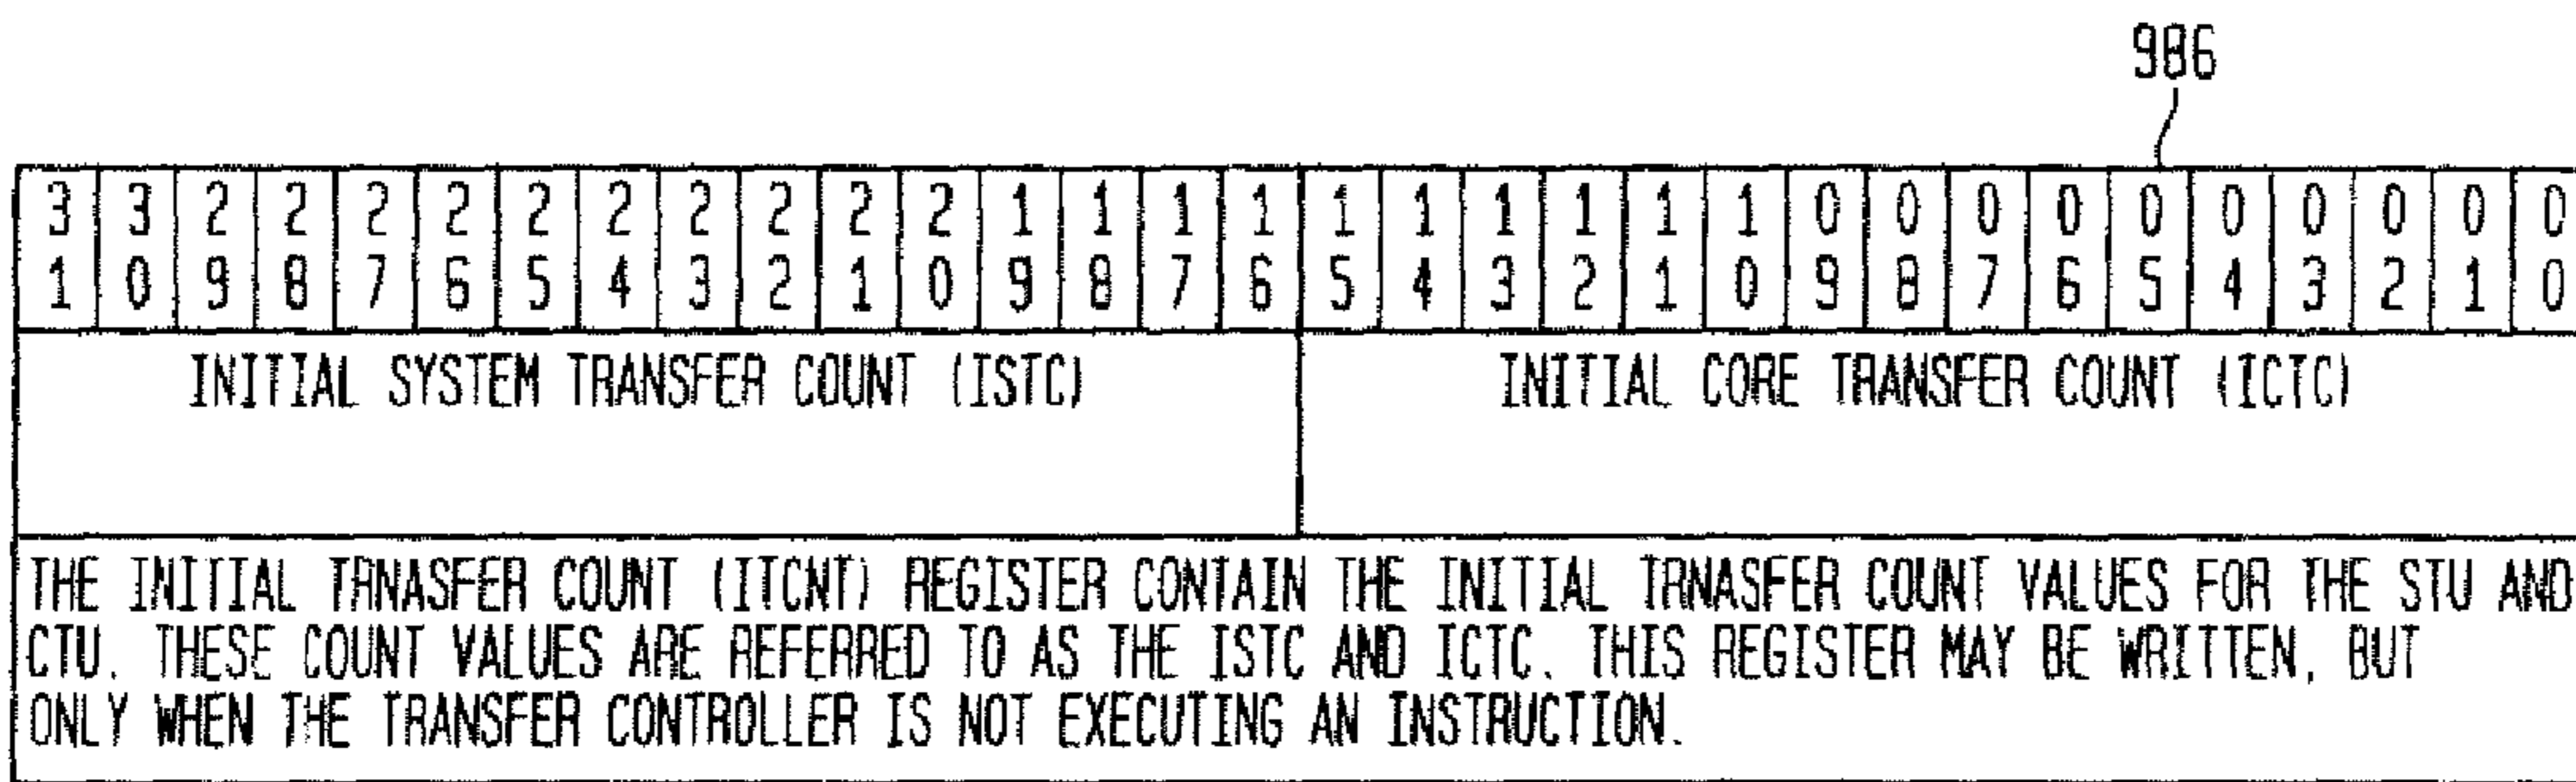 986
3 3 2 2 2 2 2 2 2 2 2 2 1 1 1 1 1 1 1 1 1 1 0 0 0 0 0 0 0 0 0 0
1 0 9 8 7 6 5 4 3 2 1 0 9 8 7 6 5 4 3 2 1 0 9 8 7 6 5 4 3 2 1 0
INITIAL SYSTEM TRANSFER COUNT (ISTC) INITIAL CORE TRANSFER COUNT (ICTC)
THE INITIAL TRNASFER COUNT (ITCNT) REGISTER CONTAIN THE INITIAL TRNASFER COUNT VALUES FOR THE STU AND
CTU. THESE COUNT VALUES ARE REFERRED TO AS THE ISTC AND ICTC. THIS REGISTER MAY BE WRITTEN, BUT
ONLY WHEN THE TRANSFER CONTROLLER IS NOT EXECUTING AN INSTRUCTION.